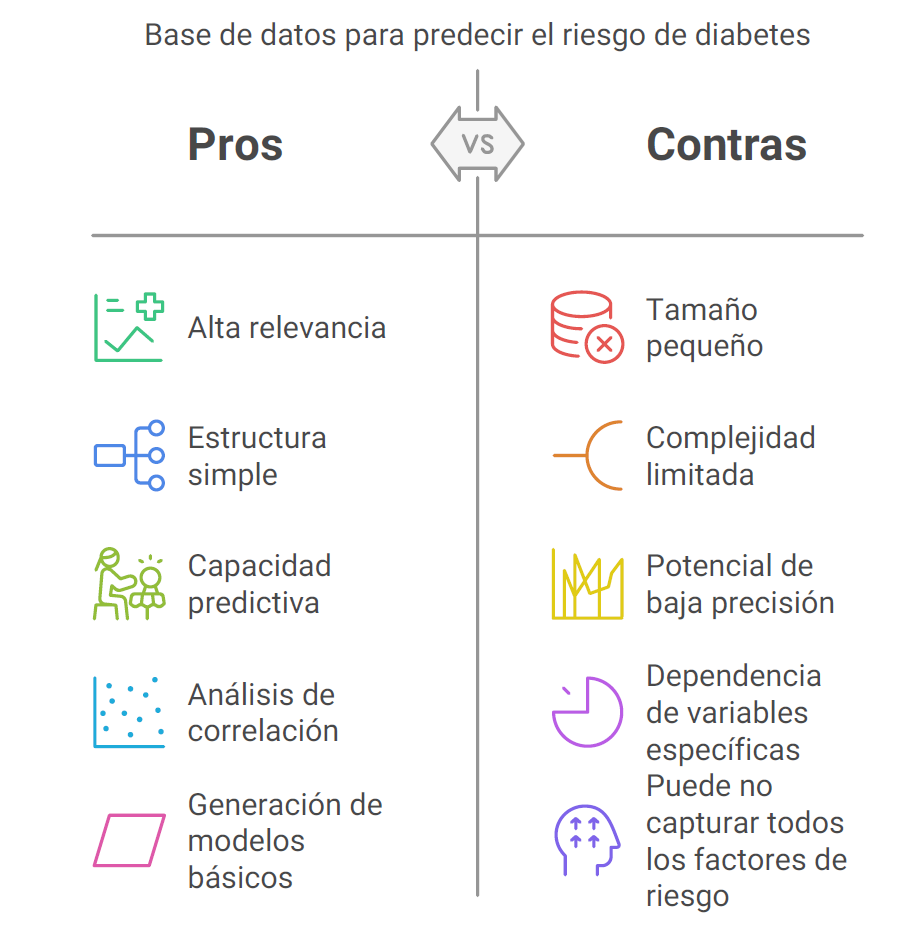 Base de datos para predecir el riesgo de diabetes
Pros
VS
Contras
Alta relevancia
Estructura
simple
Capacidad
predictiva
Análisis de
correlación
Generación de
modelos
básicos
Tamaño
pequeño
Complejidad
limitada
Potencial de
baja precisión
Dependencia
de variables
específicas
Puede no
capturar todos
los factores de
riesgo